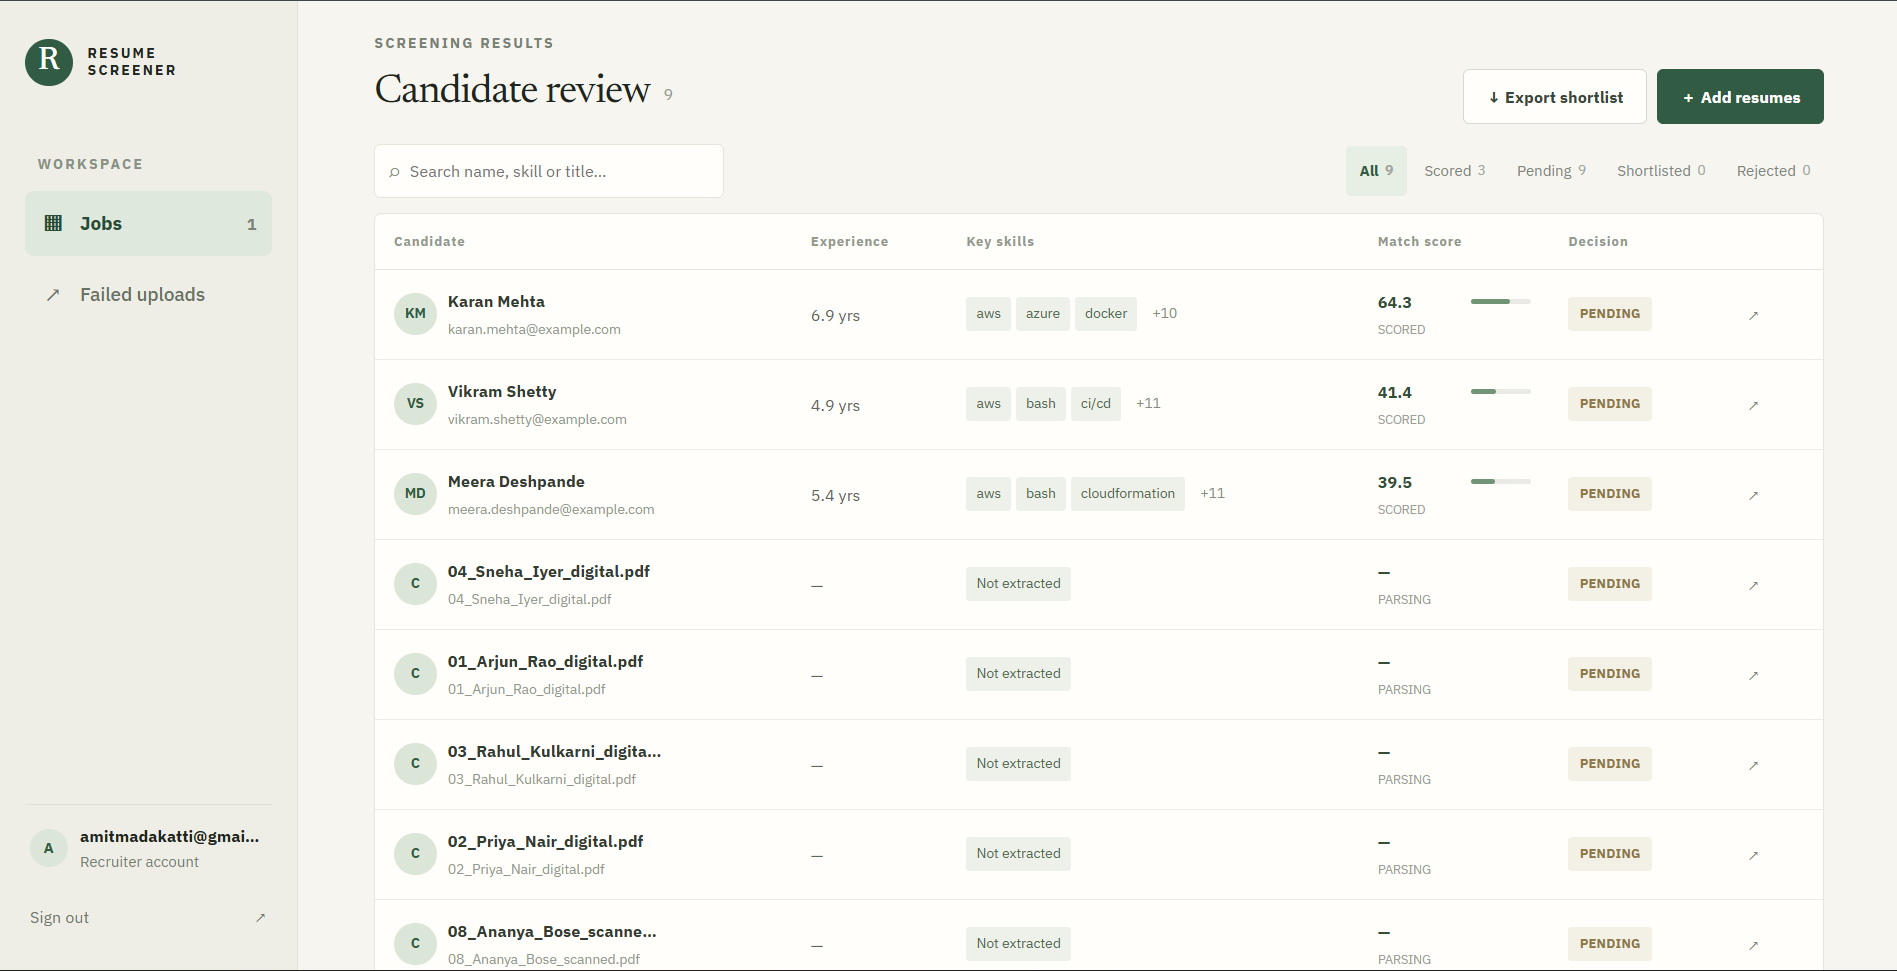 R
RESUME
SCREENER
WORKSPACE
Jobs 1
Failed uploads
amitmadakatti@gmai...
A
Recruiter account
Sign out
SCREENING RESULTS
Candidate review 9
↓ Export shortlist
+ Add resumes
Search name, skill or title...
All 9 Scored 3 Pending 9 Shortlisted 0 Rejected 0
Candidate Experience Key skills Match score Decision
KM Karan Mehta 6.9 yrs aws azure docker +10 64.3 PENDING
karan.mehta@example.com SCORED
VS Vikram Shetty 4.9 yrs aws bash ci/cd +11 41.4 PENDING
vikram.shetty@example.com SCORED
MD Meera Deshpande 5.4 yrs aws bash cloudformation +11 39.5 PENDING
meera.deshpande@example.com SCORED
C 04_Sneha_Iyer_digital.pdf — Not extracted — PENDING
04_Sneha_Iyer_digital.pdf PARSING
C 01_Arjun_Rao_digital.pdf — Not extracted — PENDING
01_Arjun_Rao_digital.pdf PARSING
C 03_Rahul_Kulkarni_digita... — Not extracted — PENDING
03_Rahul_Kulkarni_digital.pdf PARSING
C 02_Priya_Nair_digital.pdf — Not extracted — PENDING
02_Priya_Nair_digital.pdf PARSING
C 08_Ananya_Bose_scanne... — Not extracted — PENDING
08_Ananya_Bose_scanned.pdf PARSING